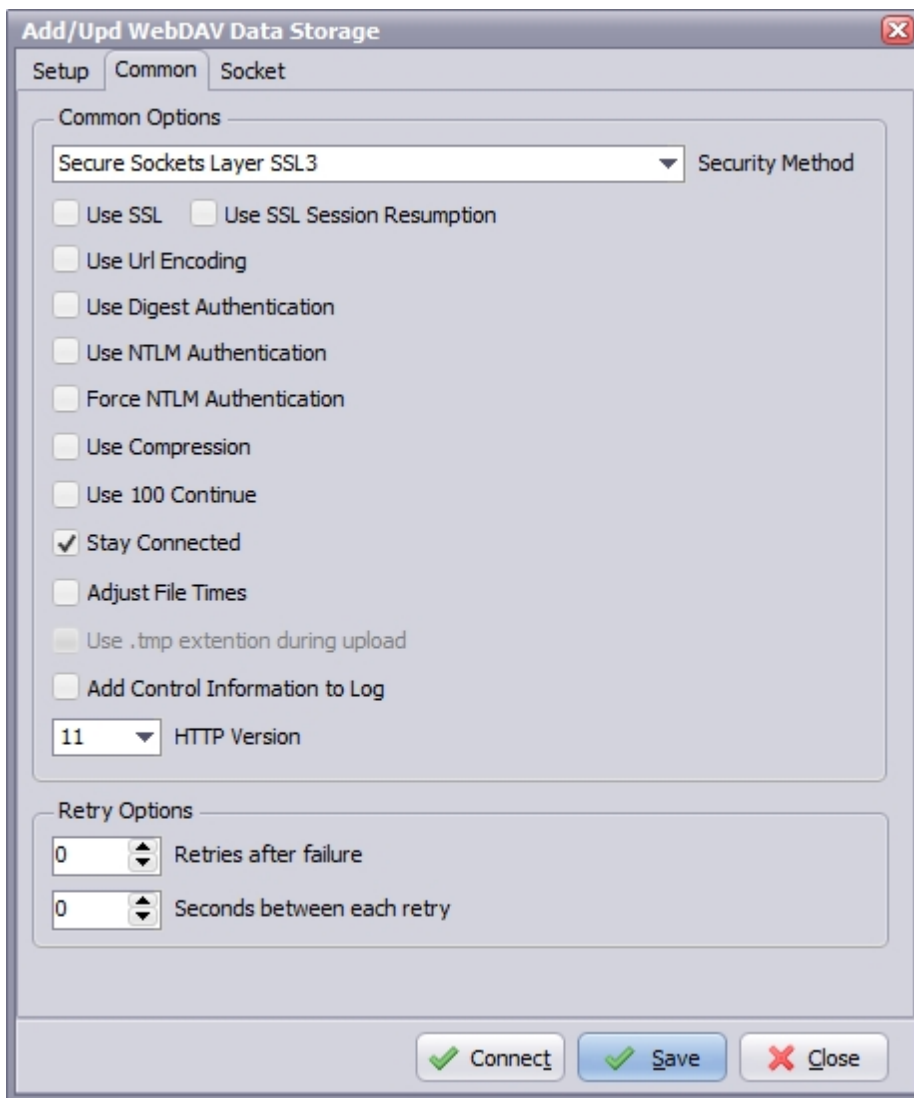 Add/Upd WebDAV Data Storage
Setup Common Socket
Common Options
Secure Sockets Layer SSL3 Security Method
Use SSL Use SSL Session Resumption
Use Url Encoding
Use Digest Authentication
Use NTLM Authentication
Force NTLM Authentication
Use Compression
Use 100 Continue
Stay Connected
Adjust File Times
Use .tmp extention during upload
Add Control Information to Log
11 HTTP Version
Retry Options
0 Retries after failure
0 Seconds between each retry
Connect Save Close